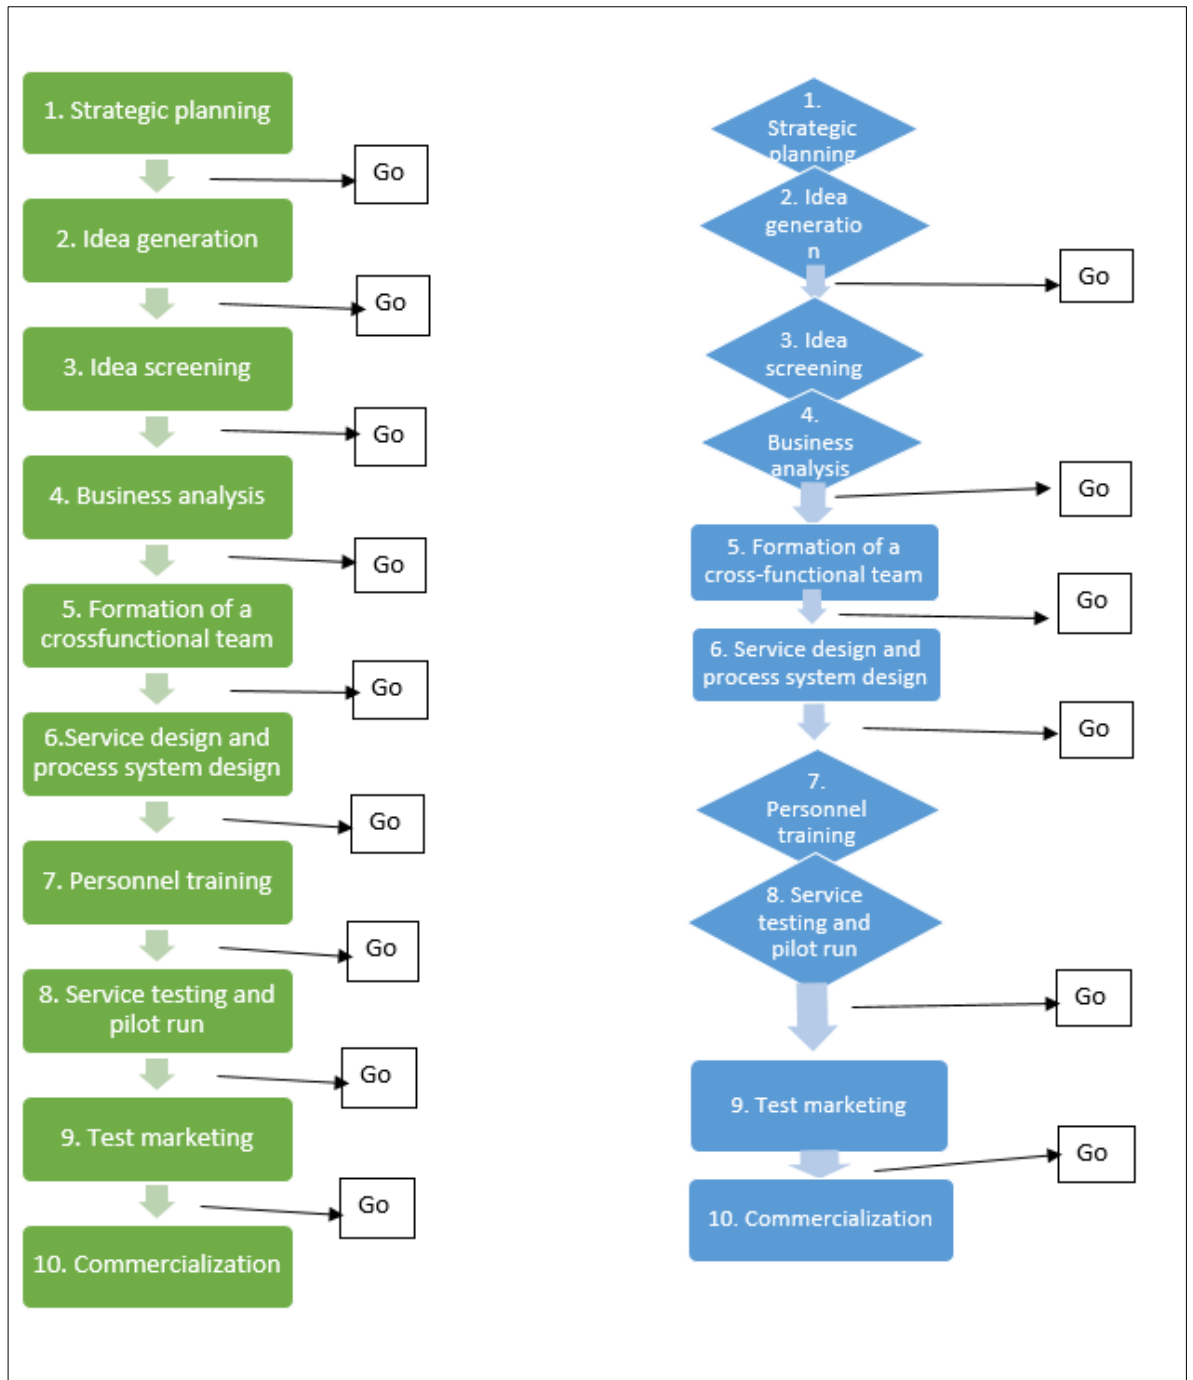 1. Strategic planning
Go
2. Idea generation
Go
3. Idea screening
Go
4. Business analysis
Go
5. Formation of a
crossfunctional team
Go
6.Service design and
process system design
Go
7. Personnel training
Go
8. Service testing and
pilot run
Go
9. Test marketing
Go
10. Commercialization
1.
Strategic
planning
2. Idea
generatio
n
Go
3. Idea
screening
4.
Business
analysis
Go
5. Formation of a
cross-functional team
Go
6. Service design and
process system design
Go
7.
Personnel
training
8. Service
testing and
pilot run
Go
9. Test marketing
Go
10. Commercialization